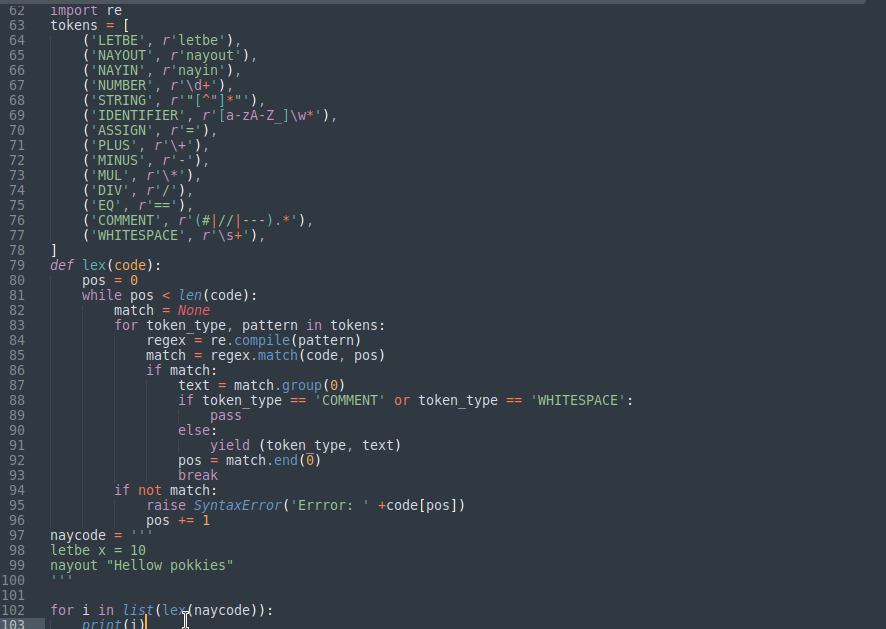 62 import re
63 tokens = [
64     ('LETBE', r'letbe'),
65     ('NAYOUT', r'nayout'),
66     ('NAYIN', r'nayin'),
67     ('NUMBER', r'\d+'),
68     ('STRING', r'"[^"]*"'),
69     ('IDENTIFIER', r'[a-zA-Z_]\w*'),
70     ('ASSIGN', r'='),
71     ('PLUS', r'\+'),
72     ('MINUS', r'-'),
73     ('MUL', r'\*'),
74     ('DIV', r'/'),
75     ('EQ', r'=='),
76     ('COMMENT', r'(#|//|---).*'),
77     ('WHITESPACE', r'\s+'),
78 ]
79 def lex(code):
80     pos = 0
81     while pos < len(code):
82         match = None
83         for token_type, pattern in tokens:
84             regex = re.compile(pattern)
85             match = regex.match(code, pos)
86             if match:
87                 text = match.group(0)
88                 if token_type == 'COMMENT' or token_type == 'WHITESPACE':
89                     pass
90                 else:
91                     yield (token_type, text)
92                 pos = match.end(0)
93                 break
94         if not match:
95             raise SyntaxError('Errror: ' +code[pos])
96             pos += 1
97 naycode = '''
98 letbe x = 10
99 nayout "Hellow pokkies"
100 '''
101
102 for i in list(lex(naycode)):
103     print(i)